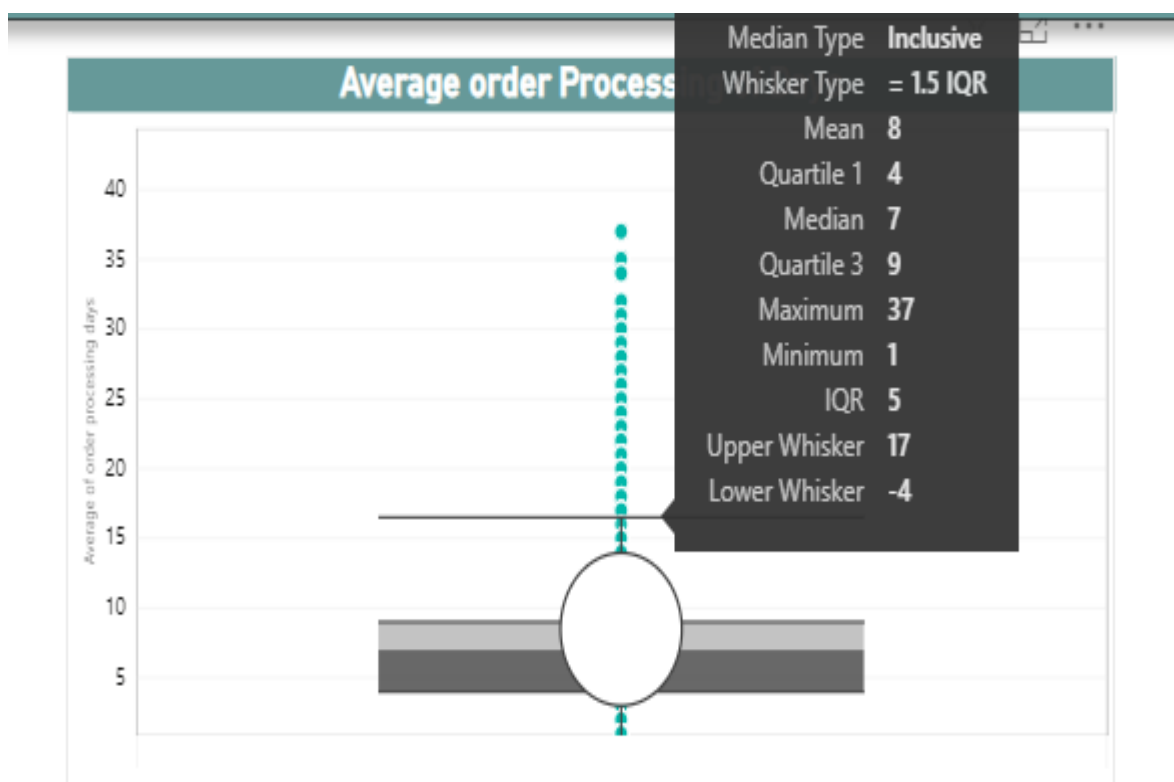 Median Type Inclusive
Average order Process
Whisker Type = 1.5 IQR
Mean 8
Quartile 1 4
Median 7
Quartile 3 9
Maximum 37
Minimum 1
IQR 5
Upper Whisker 17
Lower Whisker -4
Average of order processing days
40
35
30
25
20
15
10
5